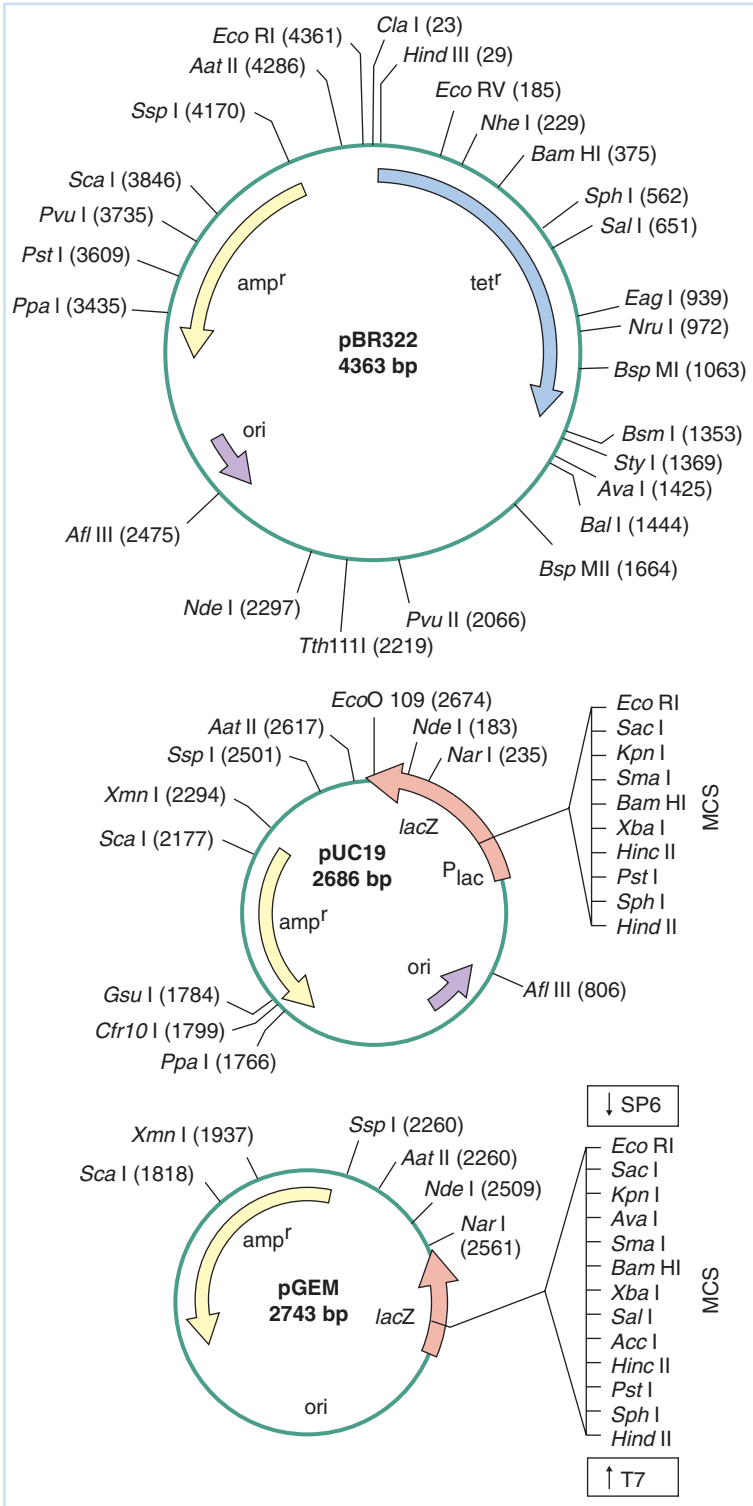 Eco RI (4361)
Cla I (23)
Aat II (4286)
Hind III (29)
Ssp I (4170)
Eco RV (185)
Nhe I (229)
Bam HI (375)
Sca I (3846)
Sph I (562)
Pvu I (3735)
Sal I (651)
Pst I (3609)
ampr
tetr
Ppa I (3435)
Eag I (939)
Nru I (972)
pBR322
4363 bp
Bsp MI (1063)
ori
Bsm I (1353)
Sty I (1369)
Ava I (1425)
Afl III (2475)
Bal I (1444)
Bsp MII (1664)
Nde I (2297)
Pvu II (2066)
Tth111I (2219)
EcoO 109 (2674)
Aat II (2617)
Nde I (183)
Ssp I (2501)
Nar I (235)
Xmn I (2294)
lacZ
Sca I (2177)
pUC19
2686 bp
Plac
ampr
ori
Gsu I (1784)
Afl III (806)
Cfr10 I (1799)
Ppa I (1766)
Eco RI
Sac I
Kpn I
Sma I
Bam HI
Xba I
Hinc II
Pst I
Sph I
Hind II
MCS
Xmn I (1937)
Ssp I (2260)
Sca I (1818)
Aat II (2260)
Nde I (2509)
Nar I
(2561)
ampr
pGEM
2743 bp
lacZ
ori
↓ SP6
Eco RI
Sac I
Kpn I
Ava I
Sma I
Bam HI
Xba I
Sal I
Acc I
Hinc II
Pst I
Sph I
Hind II
MCS
↑ T7